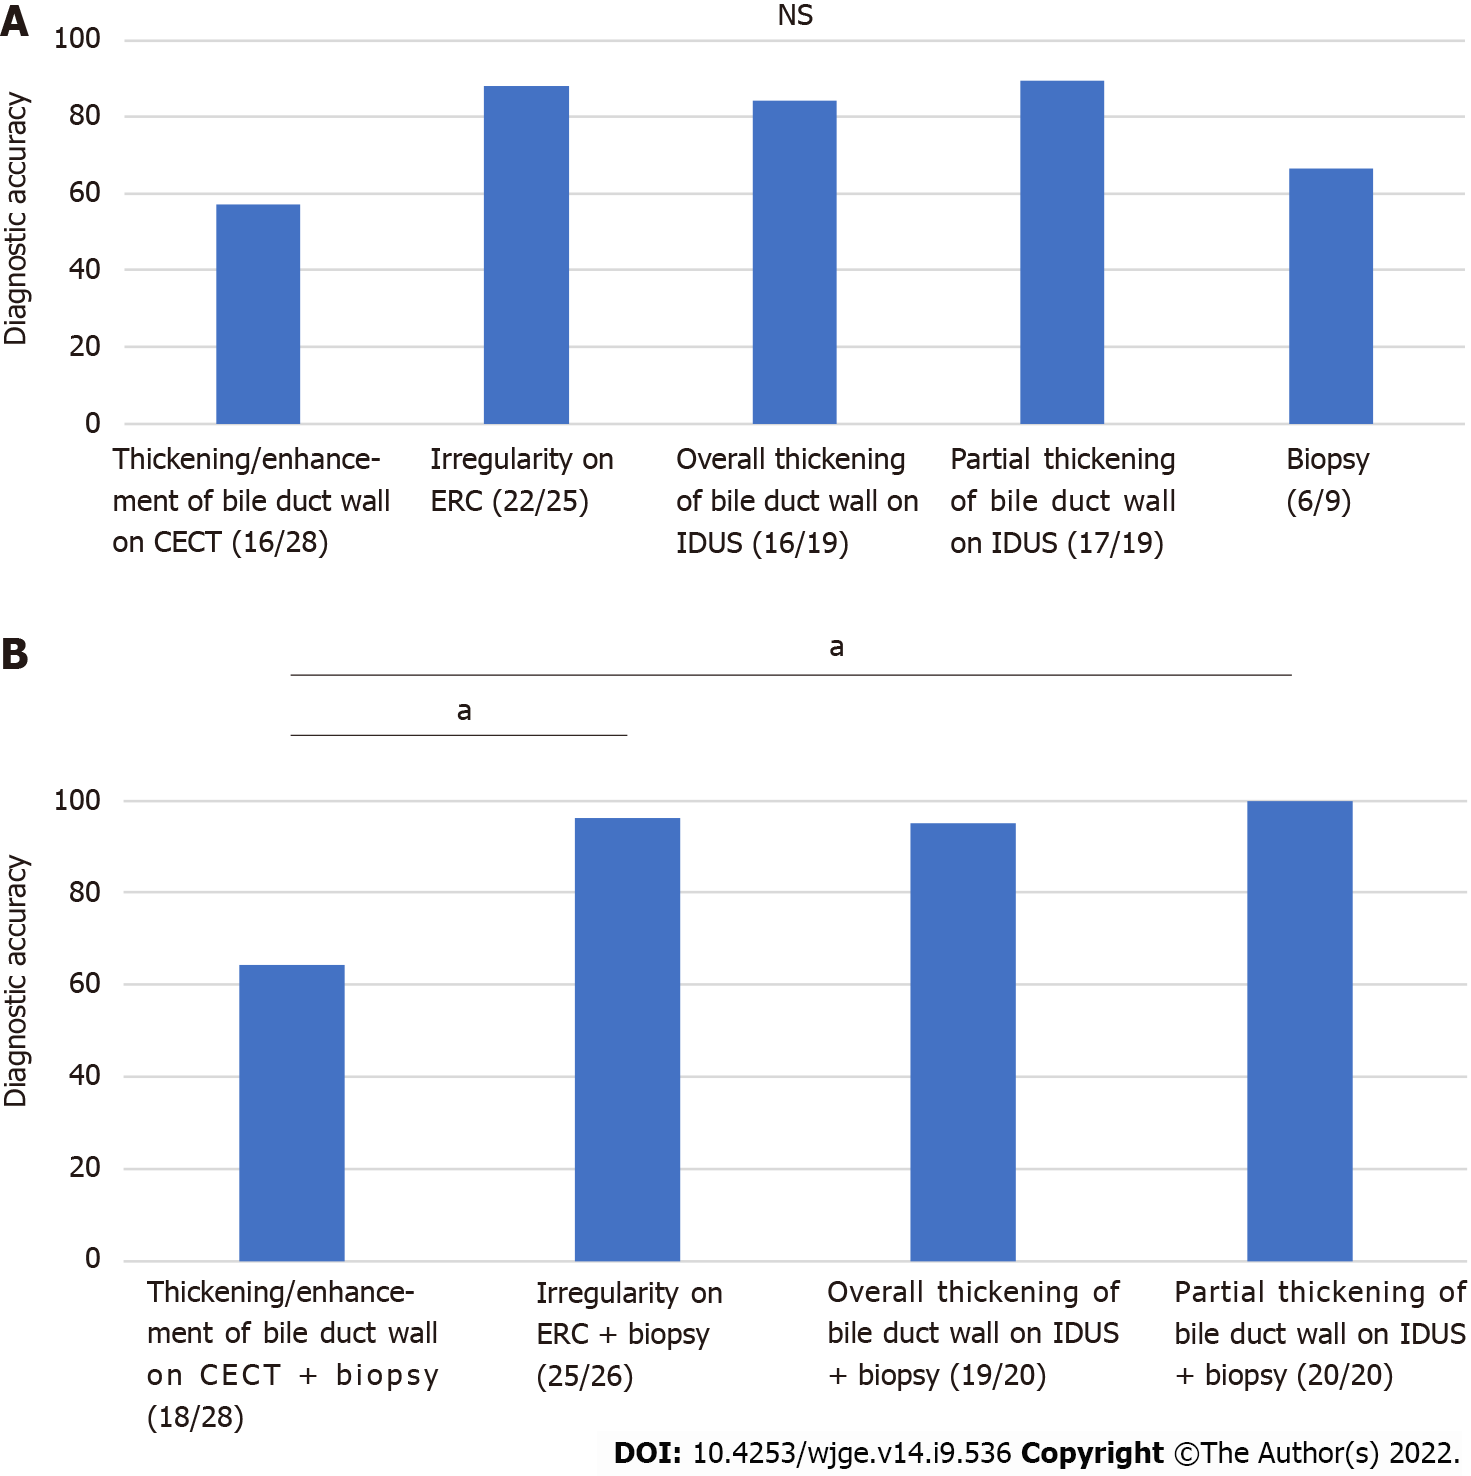 A
NS
100
80
60
40
20
0
Diagnostic accuracy
Thickening/enhance-
ment of bile duct wall
on CECT (16/28)
Irregularity on
ERC (22/25)
Overall thickening
of bile duct wall on
IDUS (16/19)
Partial thickening
of bile duct wall
on IDUS (17/19)
Biopsy
(6/9)
B
a
a
100
80
60
40
20
0
Diagnostic accuracy
Thickening/enhance-
ment of bile duct wall
on CECT + biopsy
(18/28)
Irregularity on
ERC + biopsy
(25/26)
Overall thickening of
bile duct wall on IDUS
+ biopsy (19/20)
Partial thickening of
bile duct wall on IDUS
+ biopsy (20/20)
DOI: 10.4253/wjge.v14.i9.536 Copyright ©The Author(s) 2022.